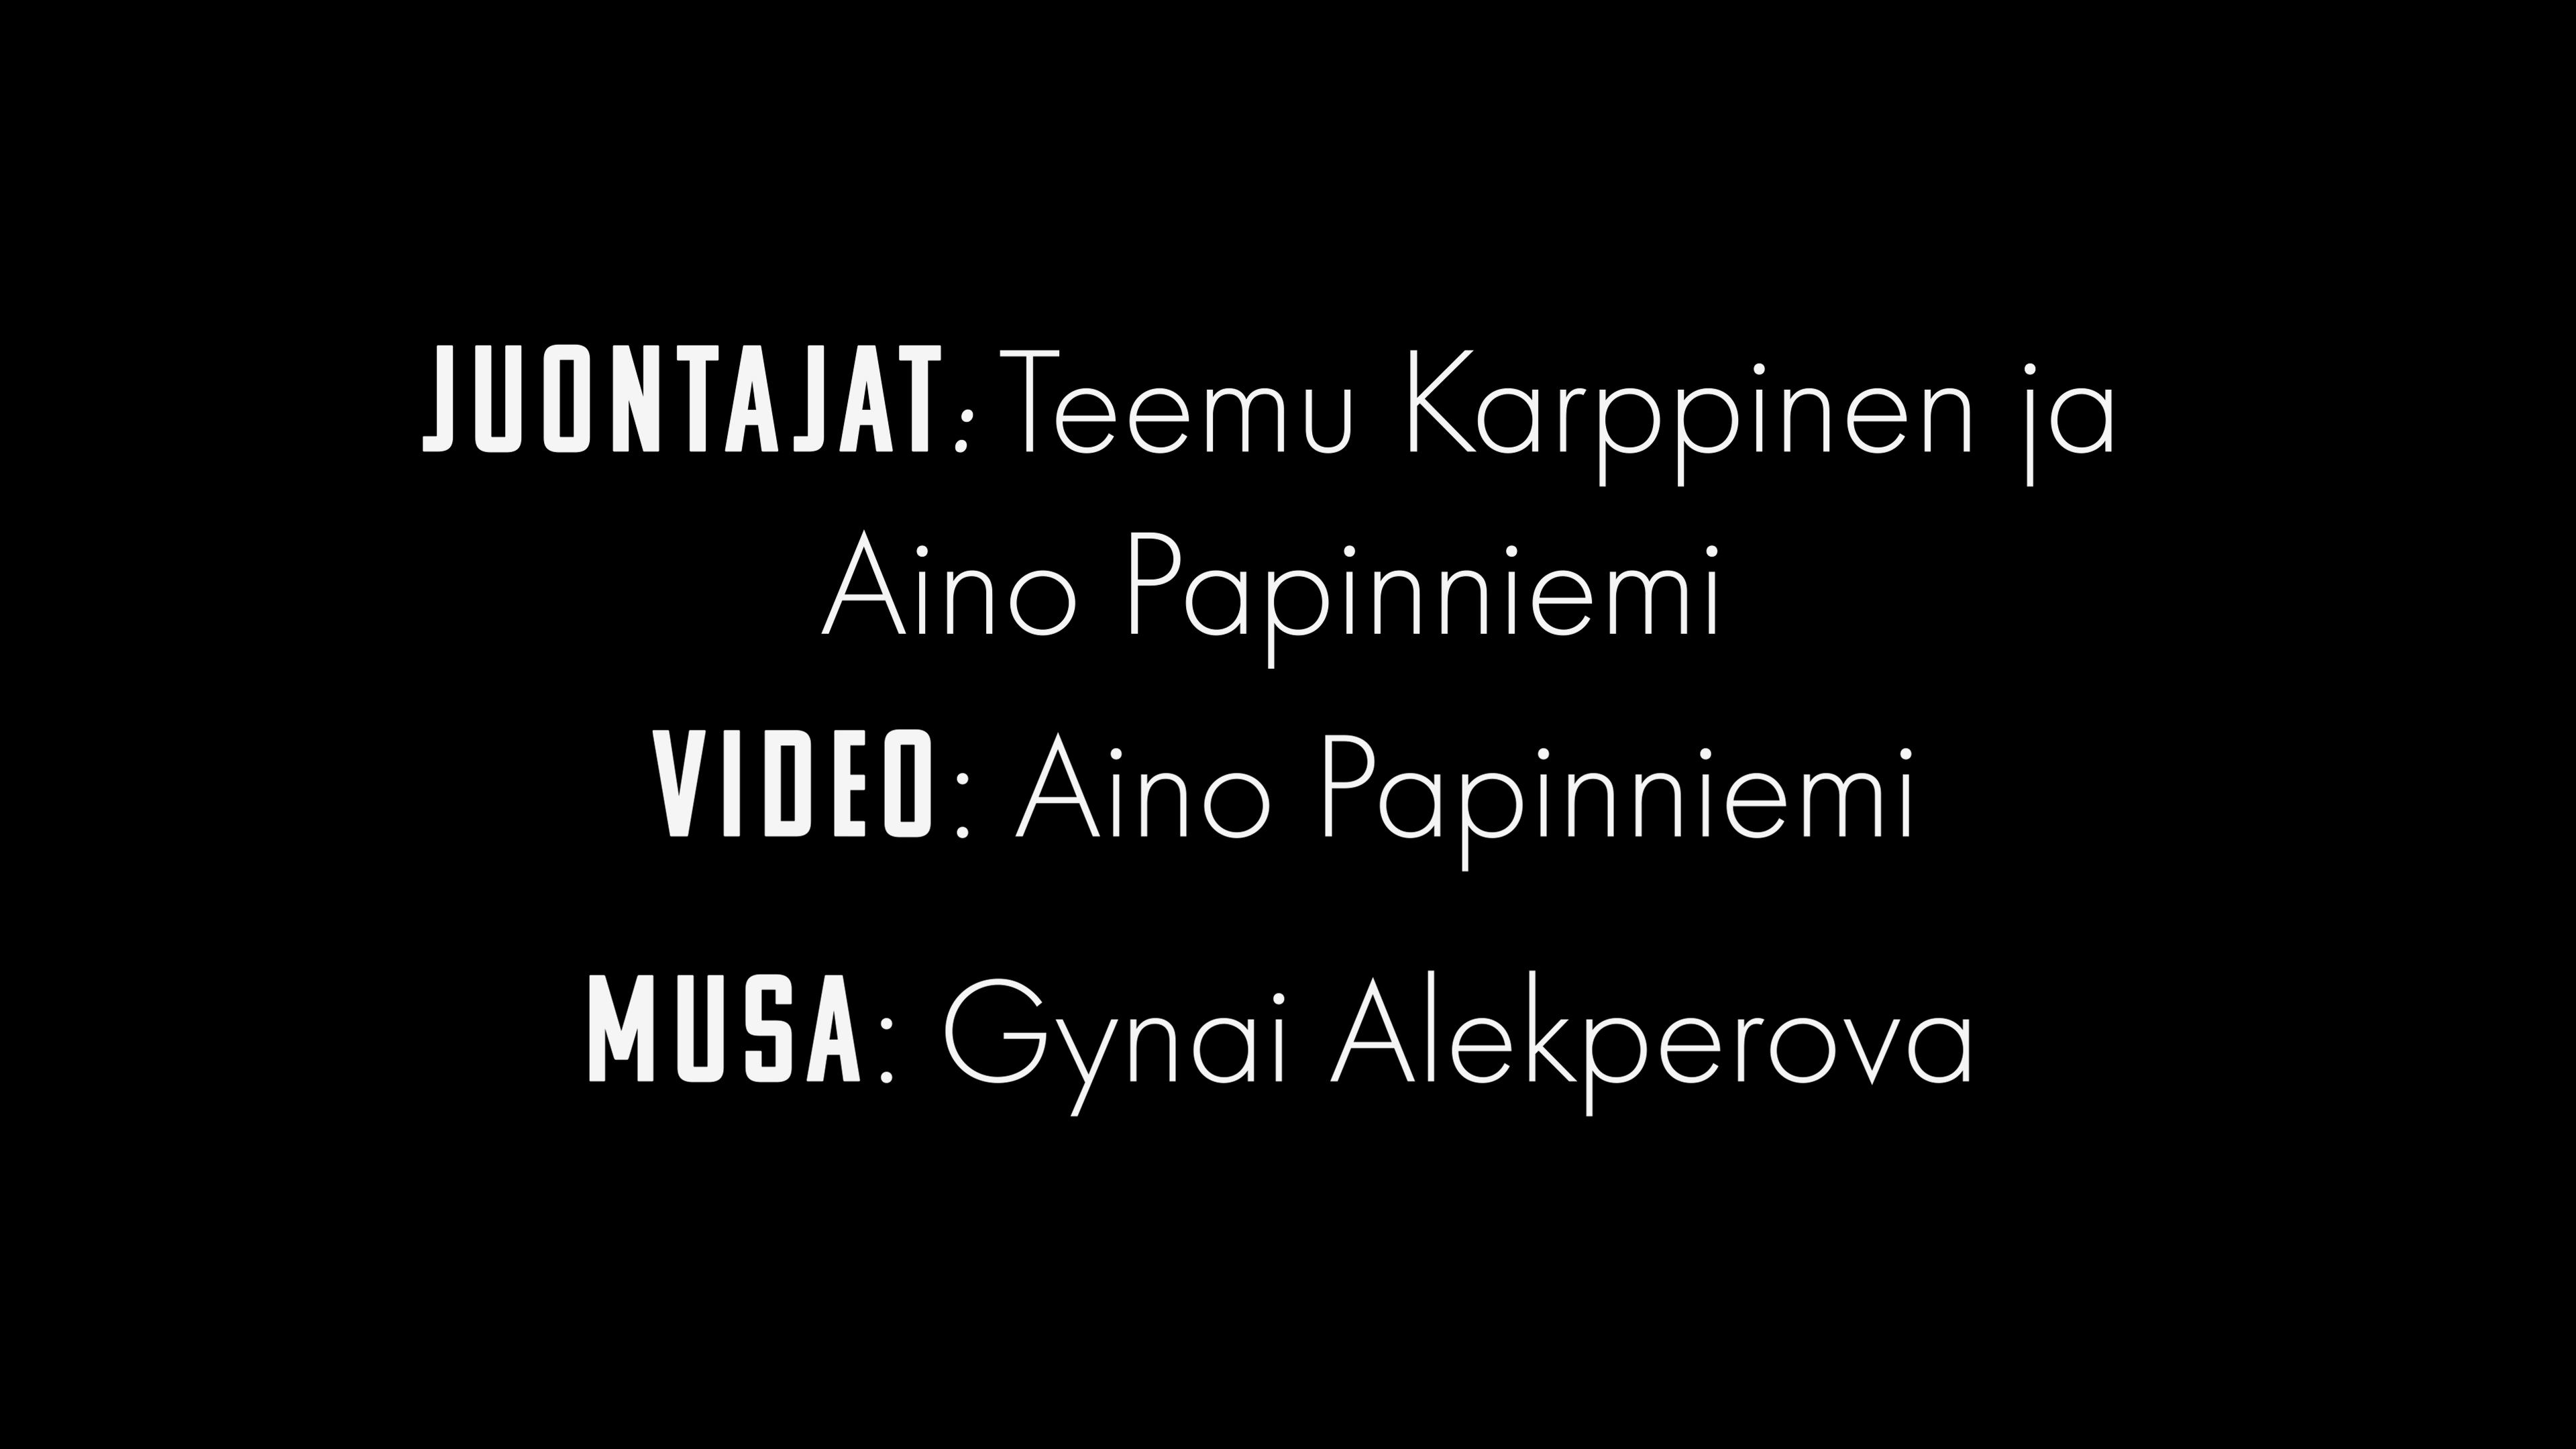 JUONTAJAT: Teemu Karppinen ja
Aino Papinniemi
VIDEO: Aino Papinniemi
MUSA: Gynai Alekperova